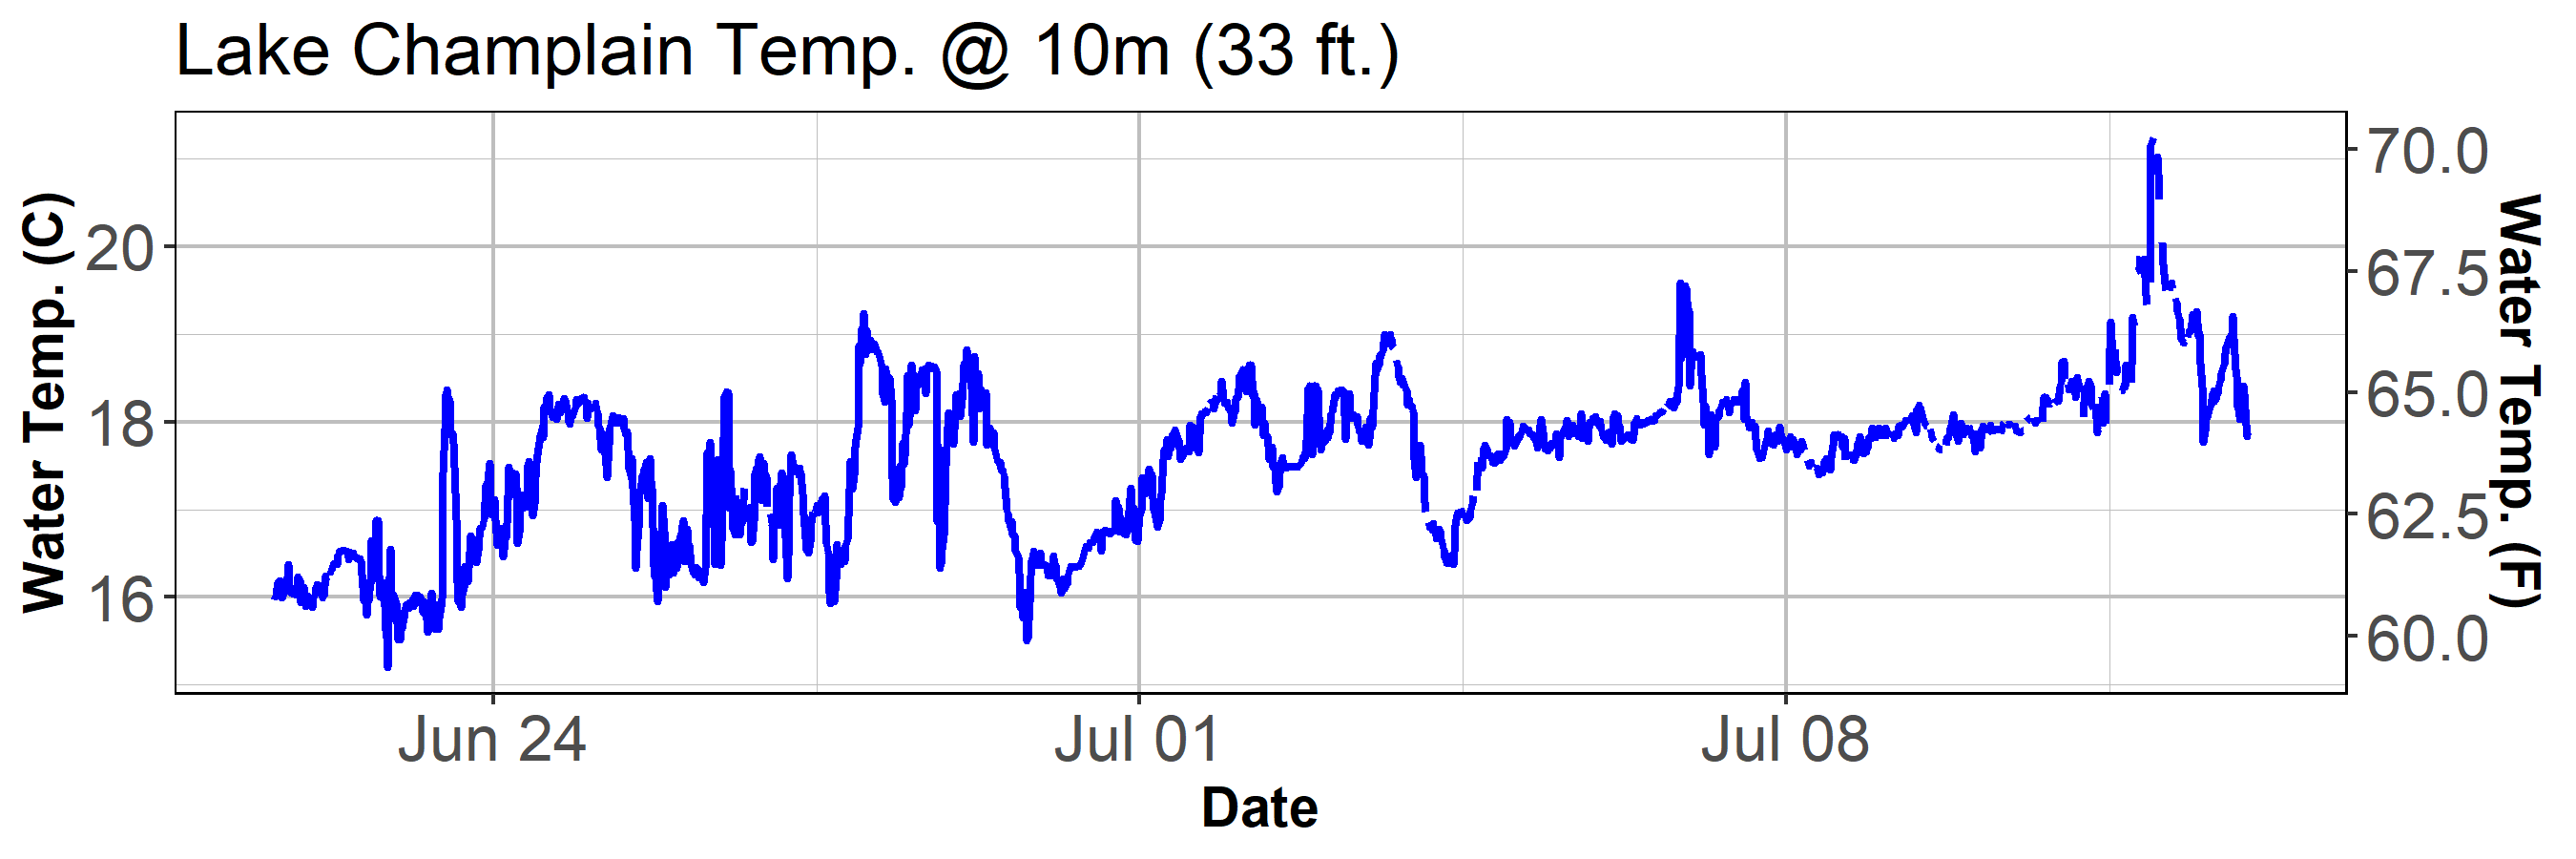 Lake Champlain Temp. @ 10m (33 ft.)
Water Temp. (C)
20
18
16
70.0
67.5
65.0
62.5
60.0
Water Temp. (F)
Jun 24
Jul 01
Jul 08
Date